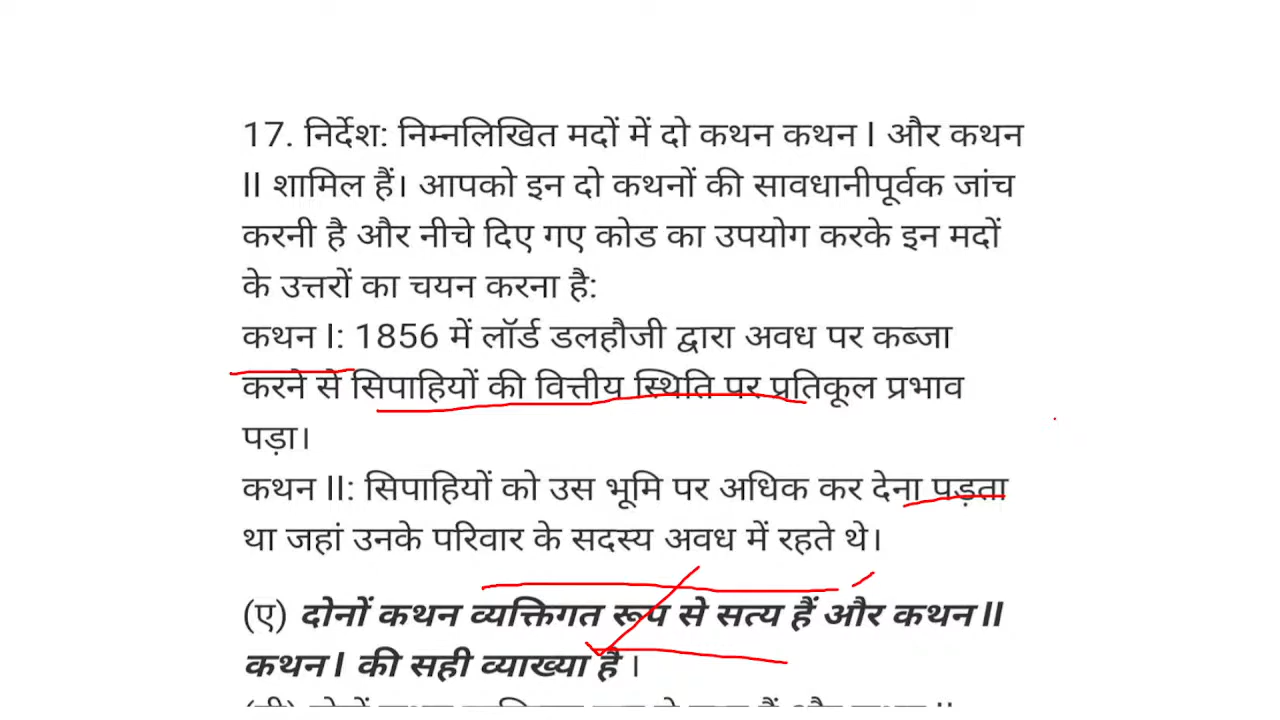 17. निर्देश: निम्नलिखित मदों में दो कथन कथन I और कथन
II शामिल हैं। आपको इन दो कथनों की सावधानीपूर्वक जांच
करनी है और नीचे दिए गए कोड का उपयोग करके इन मदों
के उत्तरों का चयन करना है:
कथन I: 1856 में लॉर्ड डलहौजी द्वारा अवध पर कब्जा
करने से सिपाहियों की वित्तीय स्थिति पर प्रतिकूल प्रभाव
पड़ा।
कथन II: सिपाहियों को उस भूमि पर अधिक कर देना पड़ता
था जहां उनके परिवार के सदस्य अवध में रहते थे।
(ए) दोनों कथन व्यक्तिगत रूप से सत्य हैं और कथन II
कथन I की सही व्याख्या है ।